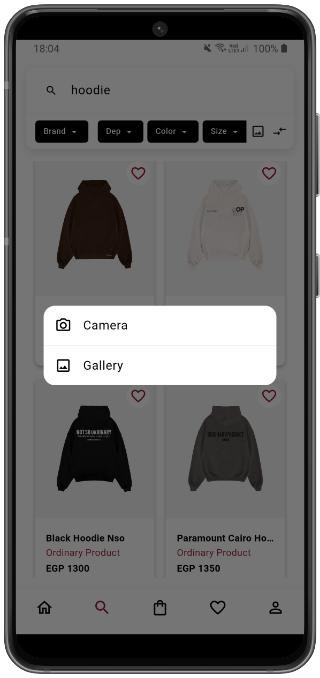 18:04
100%
hoodie
Brand
Dep
Color
Size
Camera
Gallery
Black Hoodie Nso
Ordinary Product
EGP 1300
Paramount Cairo Ho...
Ordinary Product
EGP 1350